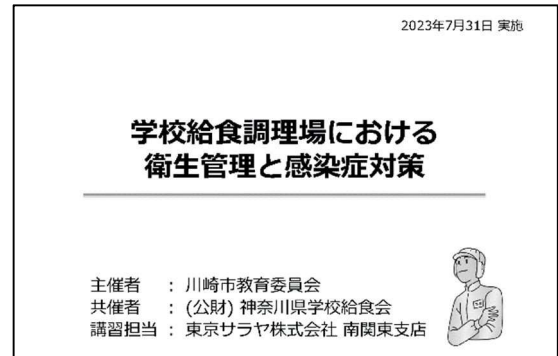 2023年7月31日 実施
学校給食調理場における
衛生管理と感染症対策
主催者 : 川崎市教育委員会
共催者 : (公財) 神奈川県学校給食会
講習担当 : 東京サラヤ株式会社 南関東支店